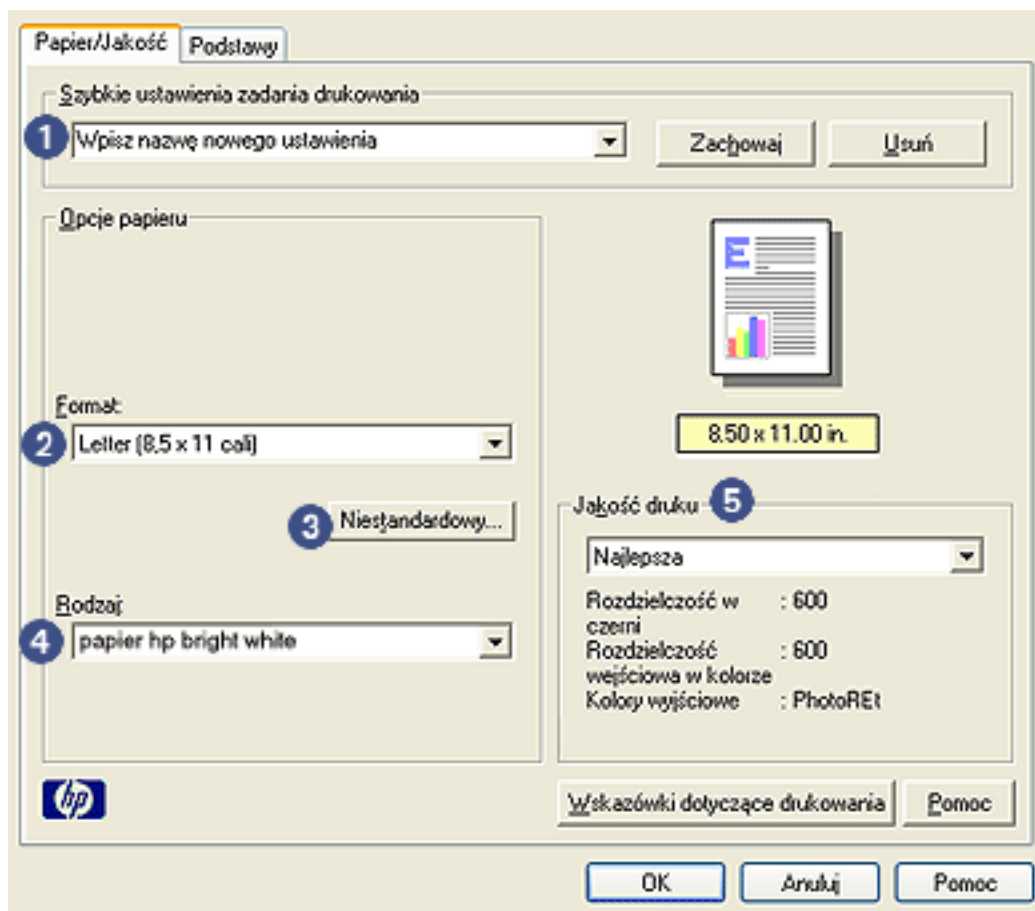 Papier/Jakość Podstawy
Szybkie ustawienia zadania drukowania
1 Wpisz nazwę nowego ustawienia Zachowaj Usuń
Opcje papieru
E
Format:
2 Letter (8,5 x 11 cali)
8.50 x 11.00 in.
3 Niestandardowy...
Jakość druku 5
Najlepsza
Rodzaj:
4 papier hp bright white
Rozdzielczość w : 600
czerni
Rozdzielczość : 600
wejściowa w kolorze
Kolory wyjściowe : PhotoREt
hp
Wskazówki dotyczące drukowania Pomoc
OK Anuluj Pomoc